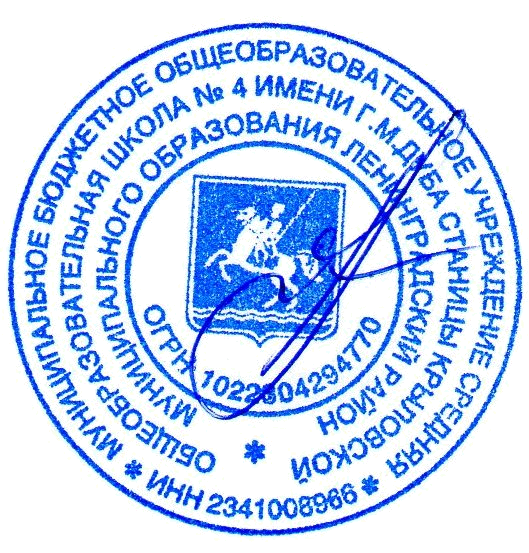 МУНИЦИПАЛЬНОЕ БЮДЖЕТНОЕ ОБЩЕОБРАЗОВАТЕЛЬНОЕ УЧРЕЖДЕНИЕ СРЕДНЯЯ
ОБЩЕОБРАЗОВАТЕЛЬНАЯ ШКОЛА № 4 ИМЕНИ Г.М.ДУБА СТАНИЦЫ КРЫЛОВСКОЙ
МУНИЦИПАЛЬНОГО ОБРАЗОВАНИЯ ЛЕНИНГРАДСКИЙ РАЙОН
ОГРН 1022304294770
* ИНН 2341008966 *
*